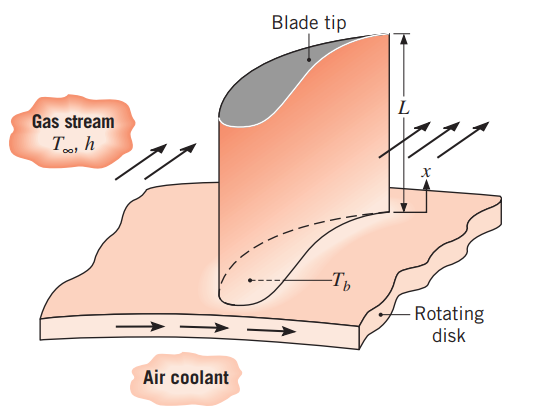 Blade tip
L
Gas stream
T∞, h
x
Tb
Rotating
disk
Air coolant